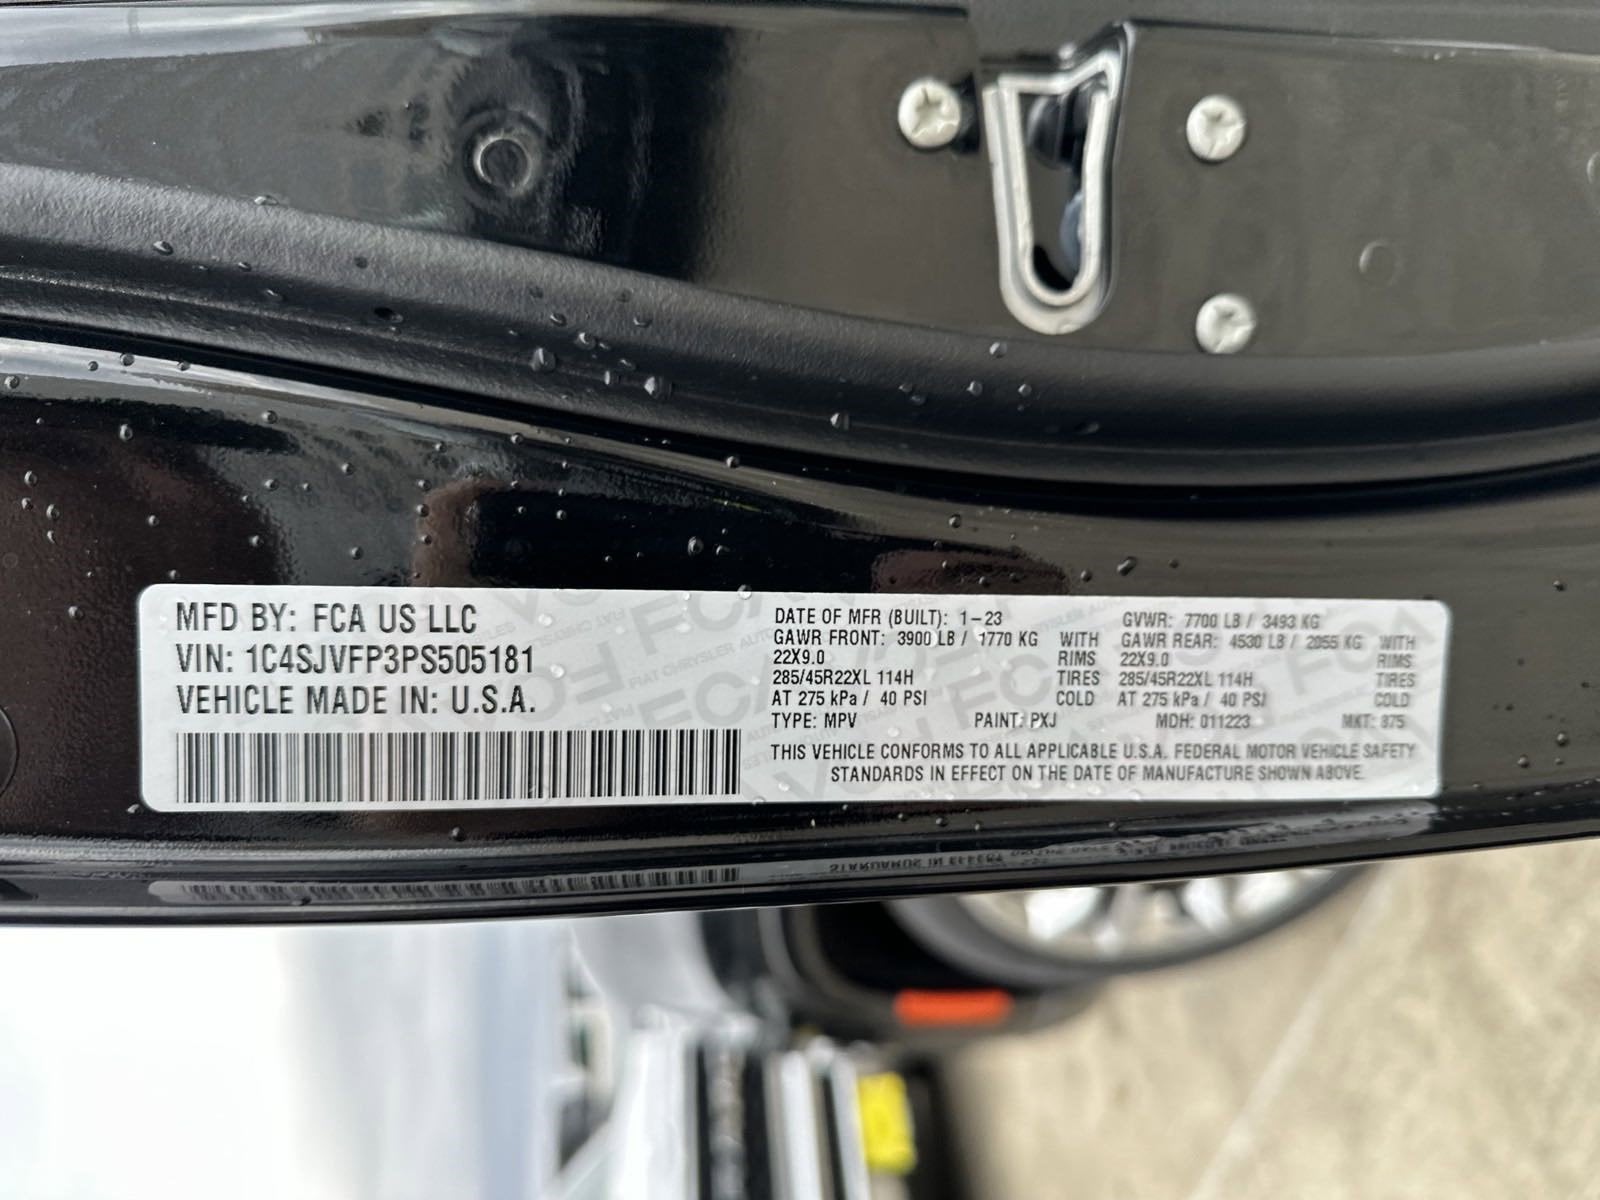 MFD BY: FCA US LLC
VIN: 1C4SJVFP3PS505181
VEHICLE MADE IN: U.S.A.
DATE OF MFR (BUILT): 1-23 GVWR: 7700 LB / 3493 KG
GAWR FRONT: 3900 LB / 1770 KG WITH GAWR REAR: 4530 LB / 2055 KG WITH
22X9.0 RIMS 22X9.0 RIMS
285/45R22XL 114H TIRES 285/45R22XL 114H TIRES
AT 275 kPa / 40 PSI COLD AT 275 kPa / 40 PSI COLD
TYPE: MPV PAINT: PXJ MDH: 011223 MKT: 875
THIS VEHICLE CONFORMS TO ALL APPLICABLE U.S.A. FEDERAL MOTOR VEHICLE SAFETY
STANDARDS IN EFFECT ON THE DATE OF MANUFACTURE SHOWN ABOVE.